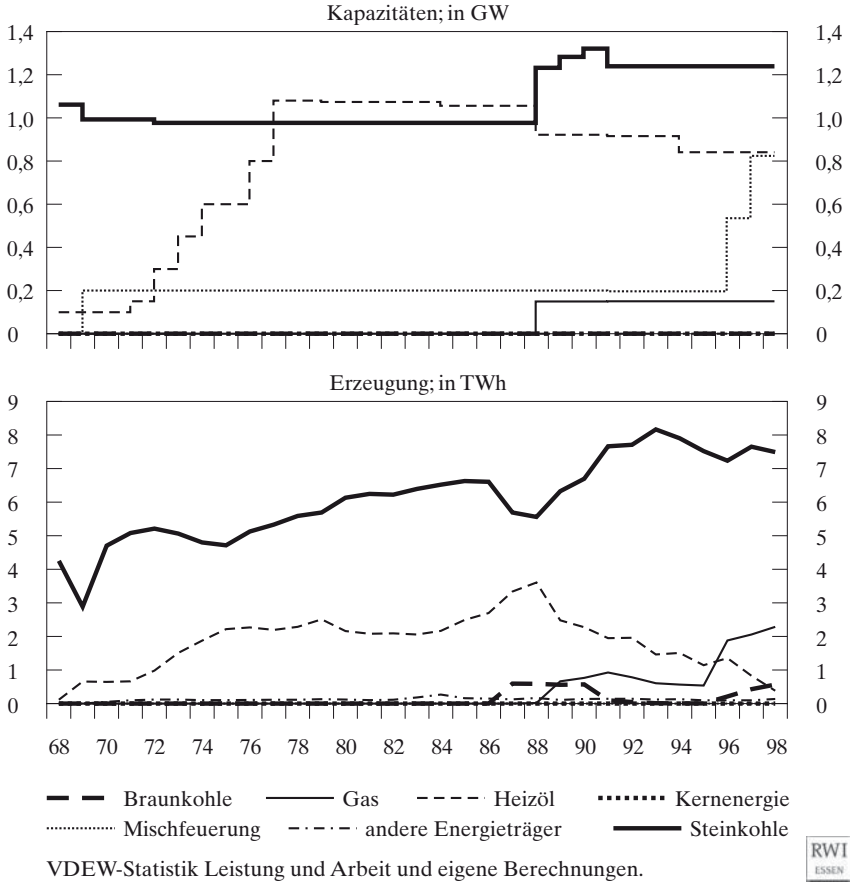 Kapazitäten; in GW
1,4 1,4
1,2 1,2
1,0 1,0
0,8 0,8
0,6 0,6
0,4 0,4
0,2 0,2
0 0
Erzeugung; in TWh
9 9
8 8
7 7
6 6
5 5
4 4
3 3
2 2
1 1
0 0
68 70 72 74 76 78 80 82 84 86 88 90 92 94 96 98
Braunkohle Gas Heizöl Kernenergie
Mischfeuerung andere Energieträger Steinkohle
VDEW-Statistik Leistung und Arbeit und eigene Berechnungen.
RWI
ESSEN